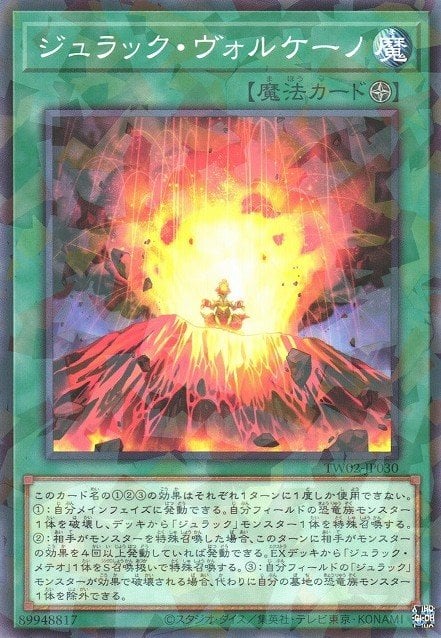 ジュラック・ヴォルケーノ 魔
【魔法カード】
TW02-JP030
このカード名の①②③の効果はそれぞれ1ターンに1度しか使用できない。
①:自分メインフェイズに発動できる。自分フィールドの恐竜族モンスター
1体を破壊し、デッキから「ジュラック」モンスター1体を特殊召喚する。
②:相手がモンスターを特殊召喚した場合、このターンに相手がモンスター
の効果を4回以上発動していれば発動できる。EXデッキから「ジュラック・
メテオ」1体をS召喚扱いで特殊召喚する。③:自分フィールドの「ジュラック」
モンスターが効果で破壊される場合、代わりに自分の墓地の恐竜族モンスター
1体を除外できる。
89948817
©スタジオ・ダイス/集英社・テレビ東京・KONAMI